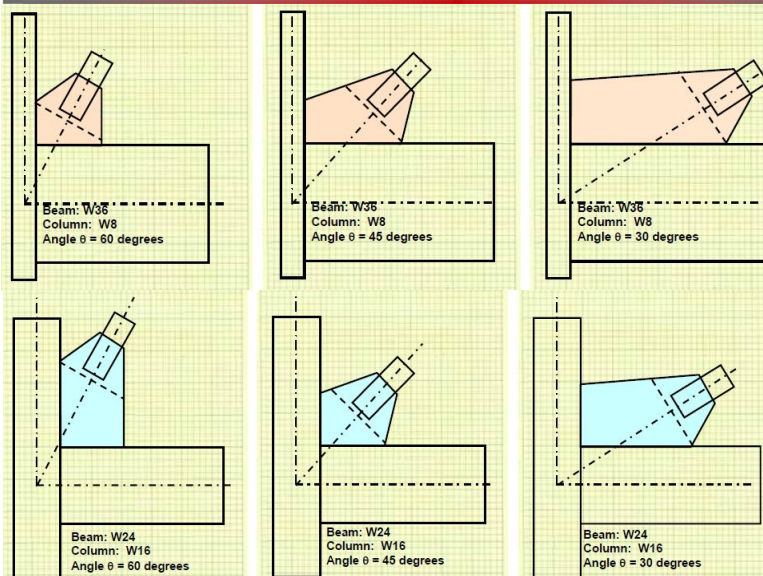 Beam: W36
Column: W8
Angle θ = 60 degrees
Beam: W36
Column: W8
Angle θ = 45 degrees
Beam: W36
Column: W8
Angle θ = 30 degrees
Beam: W24
Column: W16
Angle θ = 60 degrees
Beam: W24
Column: W16
Angle θ = 45 degrees
Beam: W24
Column: W16
Angle θ = 30 degrees